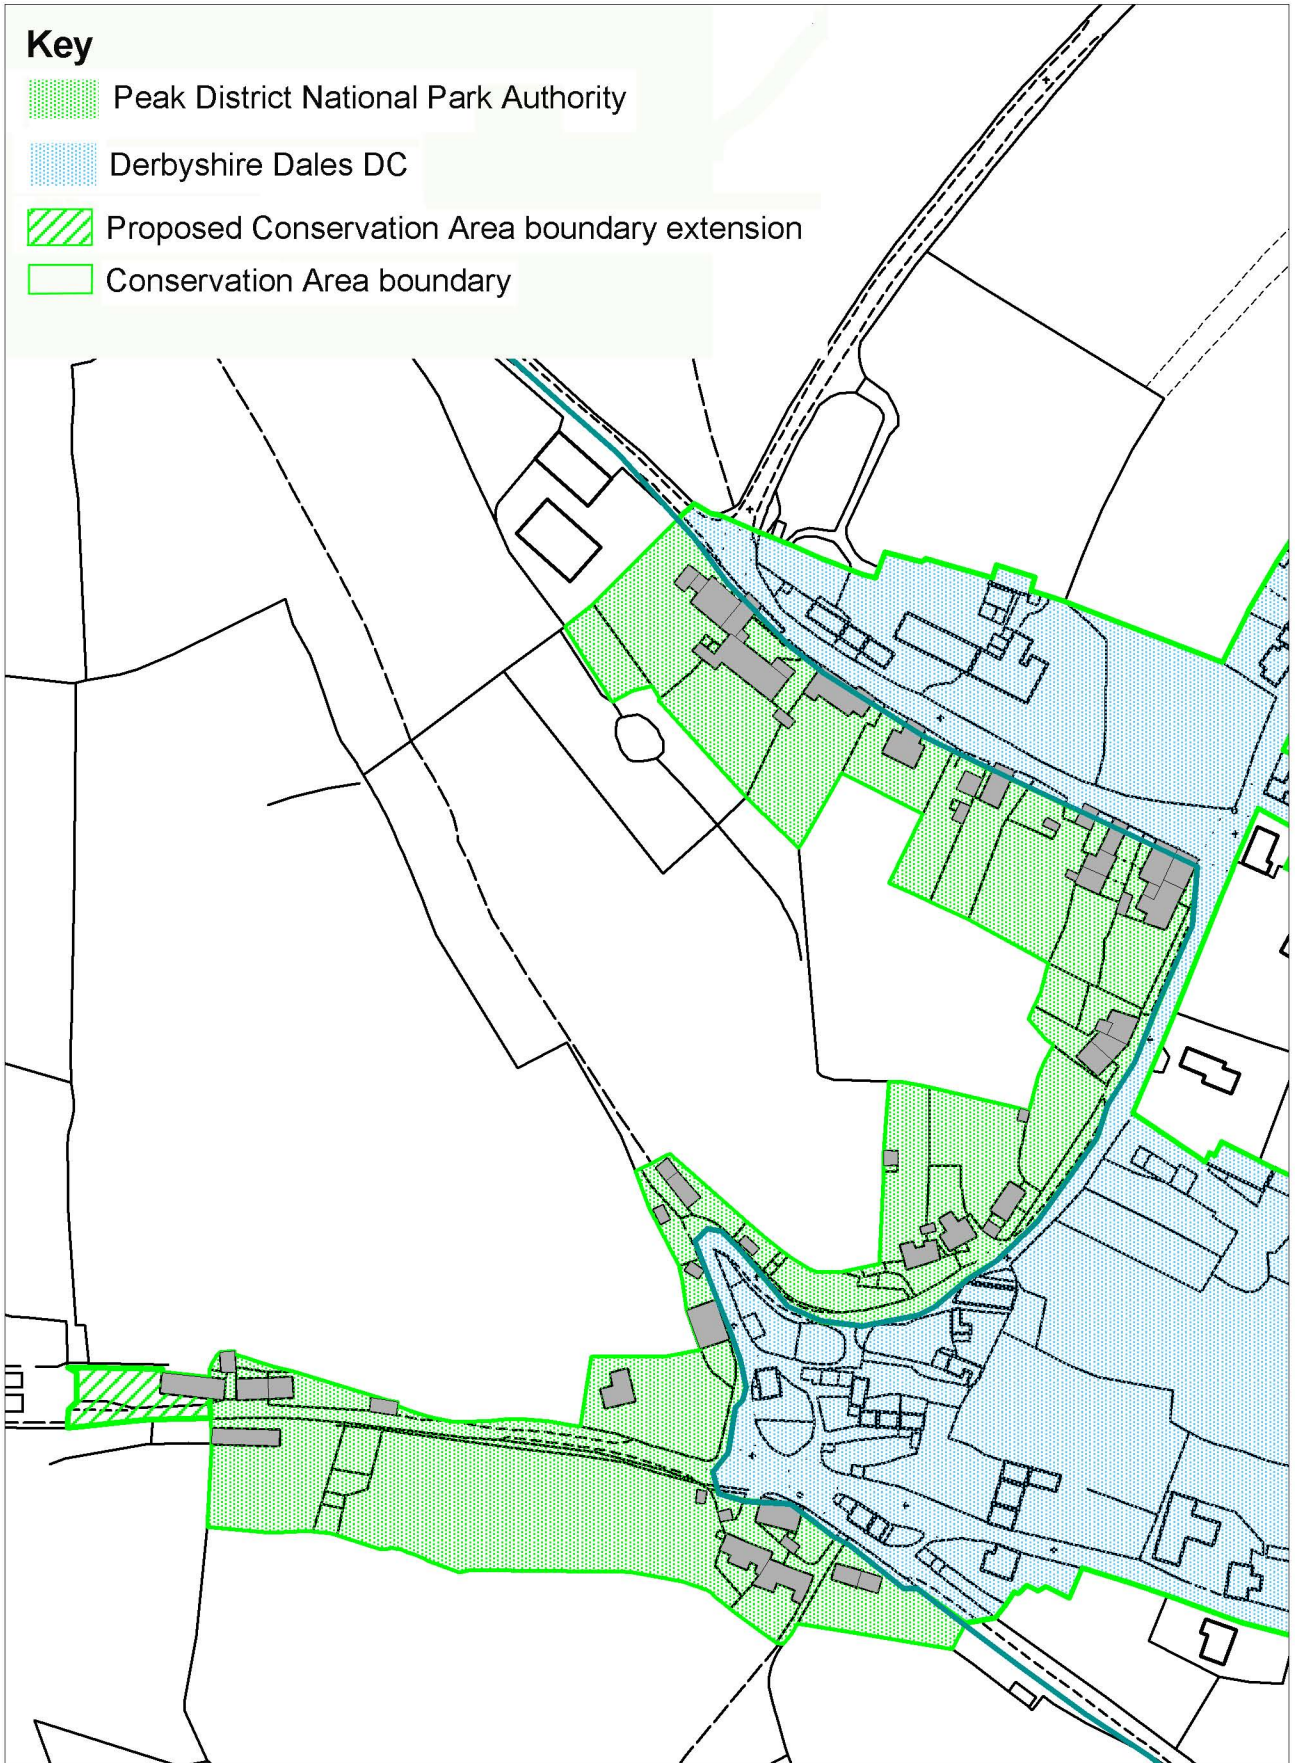 Key
Peak District National Park Authority
Derbyshire Dales DC
Proposed Conservation Area boundary extension
Conservation Area boundary